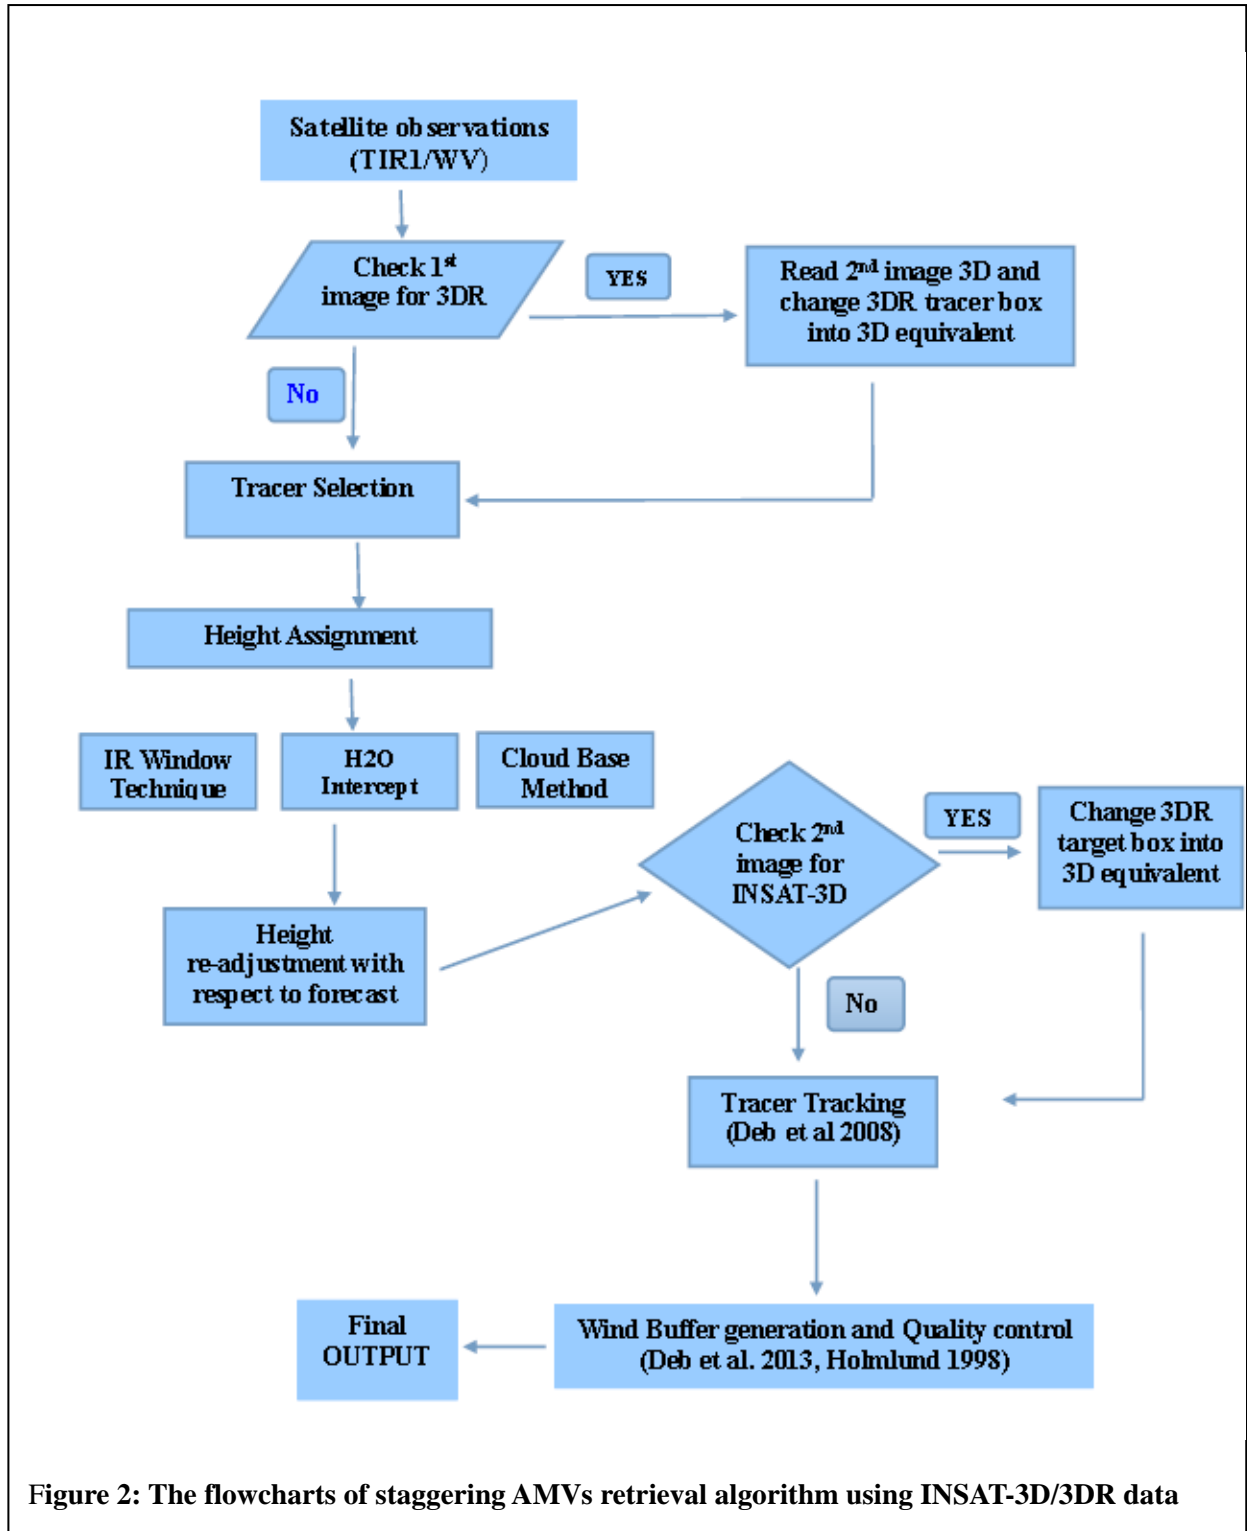 Satellite observations
(TIR1/WV)
Check 1st
image for 3DR
YES
Read 2nd image 3D and
change 3DR tracer box
into 3D equivalent
No
Tracer Selection
Height Assignment
IR Window
Technique
H2O
Intercept
Cloud Base
Method
Check 2nd
image for
INSAT-3D
YES
Change 3DR
target box into
3D equivalent
Height
re-adjustment with
respect to forecast
No
Tracer Tracking
(Deb et al 2008)
Final
OUTPUT
Wind Buffer generation and Quality control
(Deb et al. 2013, Holmlund 1998)
Figure 2: The flowcharts of staggering AMVs retrieval algorithm using INSAT-3D/3DR data